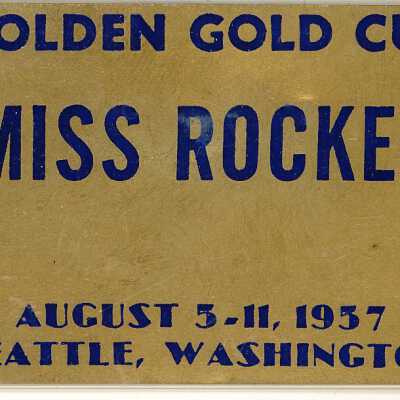 OLDEN GOLD CU
MISS ROCKE
AUGUST 5-11, 1957
EATTLE, WASHINGTO